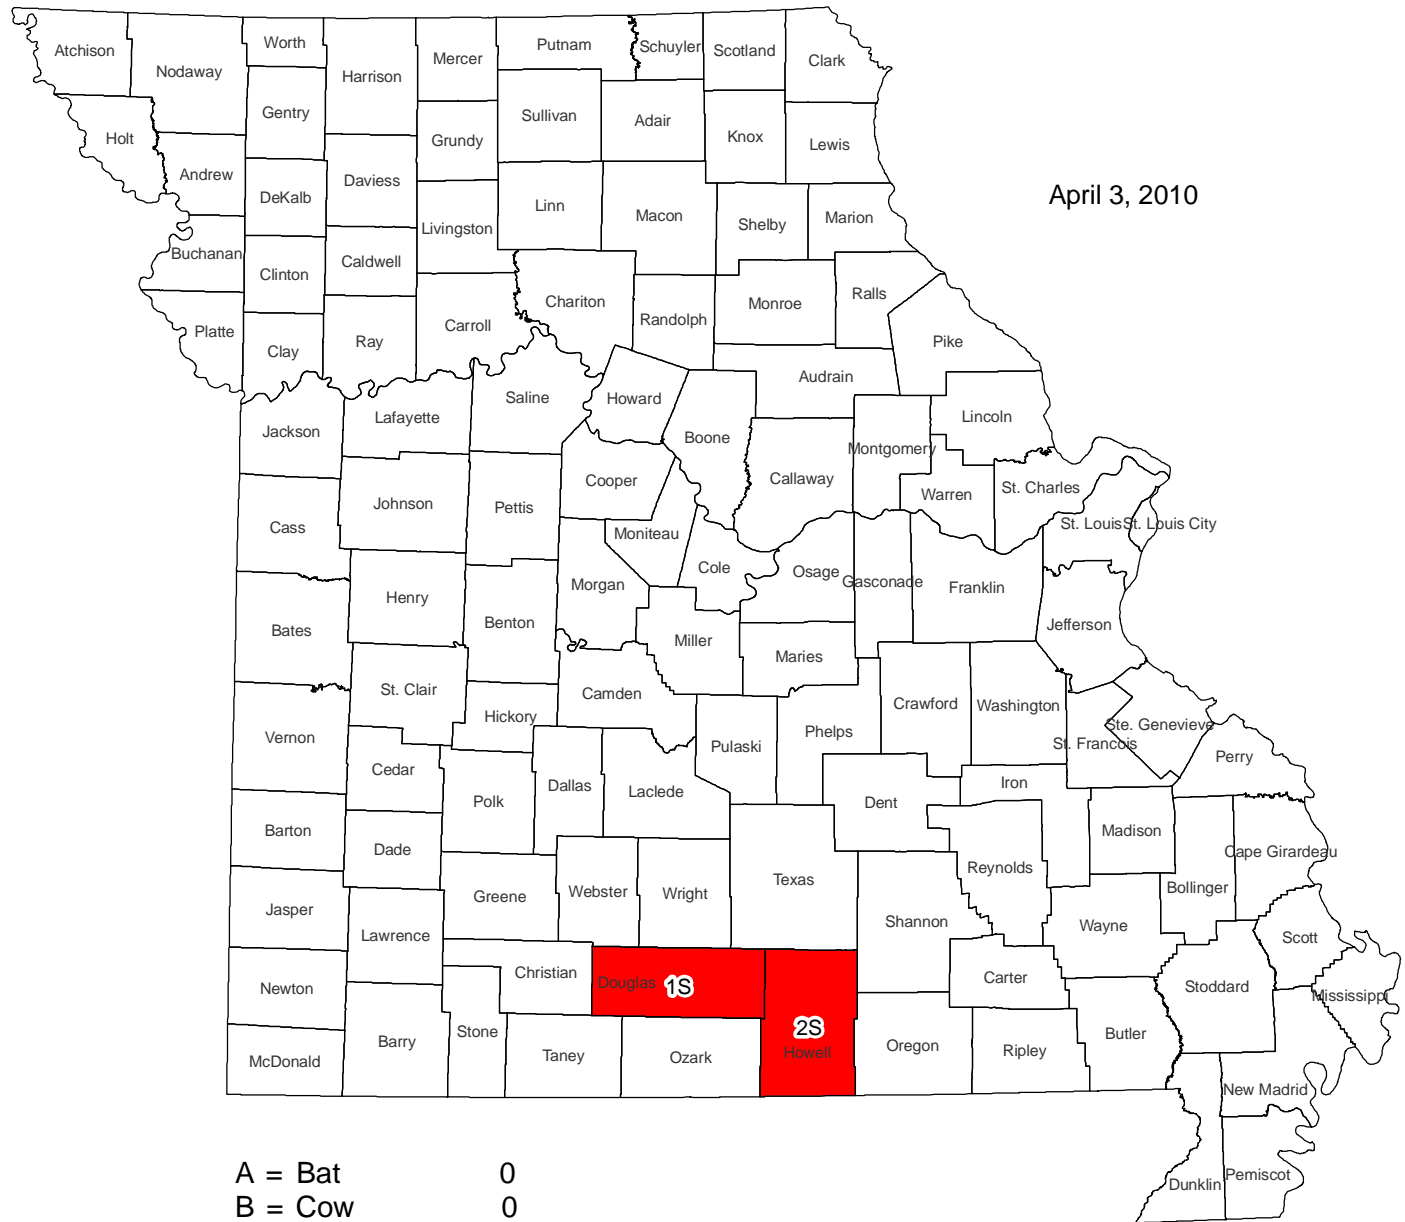 Atchison
Nodaway
Worth
Harrison
Mercer
Putnam
Schuyler
Scotland
Clark
Gentry
Sullivan
Adair
Knox
Lewis
Holt
Grundy
Andrew
DeKalb
Daviess
Livingston
Linn
Macon
Shelby
Marion
April 3, 2010
Buchanan
Clinton
Caldwell
Chariton
Randolph
Monroe
Ralls
Platte
Clay
Ray
Carroll
Pike
Audrain
Saline
Howard
Lafayette
Jackson
Boone
Lincoln
Montgomery
Callaway
Cooper
Warren
St. Charles
Johnson
Pettis
Cass
Moniteau
St. Louis
St. Louis City
Cole
Osage
Gasconade
Franklin
Morgan
Henry
Benton
Bates
Miller
Maries
Jefferson
St. Clair
Camden
Hickory
Crawford
Washington
Ste. Genevieve
St. Francois
Vernon
Pulaski
Phelps
Perry
Cedar
Polk
Dallas
Laclede
Dent
Iron
Barton
Dade
Madison
Cape Girardeau
Reynolds
Bollinger
Texas
Greene
Webster
Wright
Jasper
Lawrence
Shannon
Wayne
Scott
Christian
Douglas
1S
Carter
Newton
Stoddard
Mississippi
Stone
2S
Howell
Barry
Taney
Ozark
Oregon
Ripley
Butler
McDonald
New Madrid
Dunklin
Pemiscot
A = Bat 0
B = Cow 0